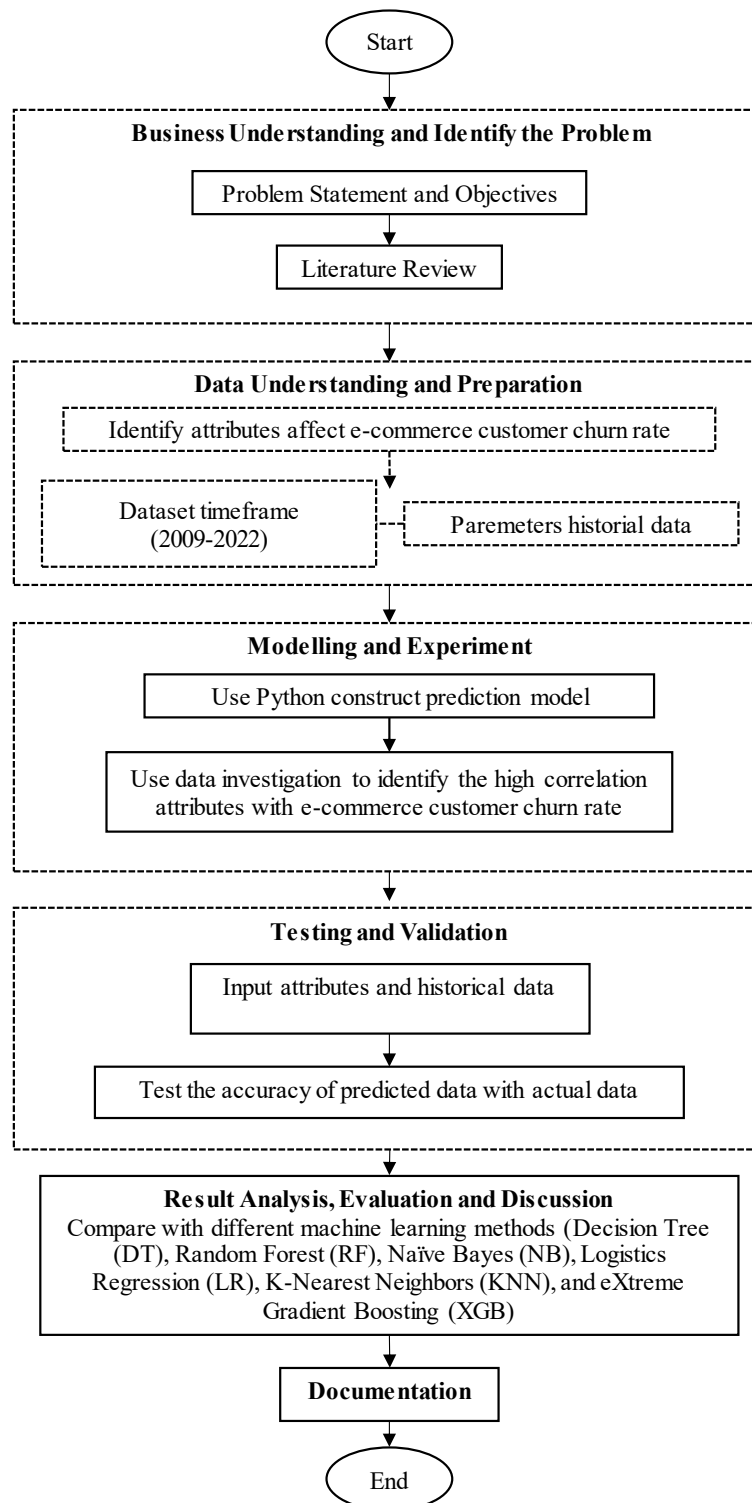 Start
Business Understanding and Identify the Problem
Problem Statement and Objectives
Literature Review
Data Understanding and Preparation
Identify attributes affect e-commerce customer churn rate
Dataset timeframe
(2009-2022)
Paremeters historial data
Modelling and Experiment
Use Python construct prediction model
Use data investigation to identify the high correlation
attributes with e-commerce customer churn rate
Testing and Validation
Input attributes and historical data
Test the accuracy of predicted data with actual data
Result Analysis, Evaluation and Discussion
Compare with different machine learning methods (Decision Tree
(DT), Random Forest (RF), Naïve Bayes (NB), Logistics
Regression (LR), K-Nearest Neighbors (KNN), and eXtreme
Gradient Boosting (XGB)
Documentation
End